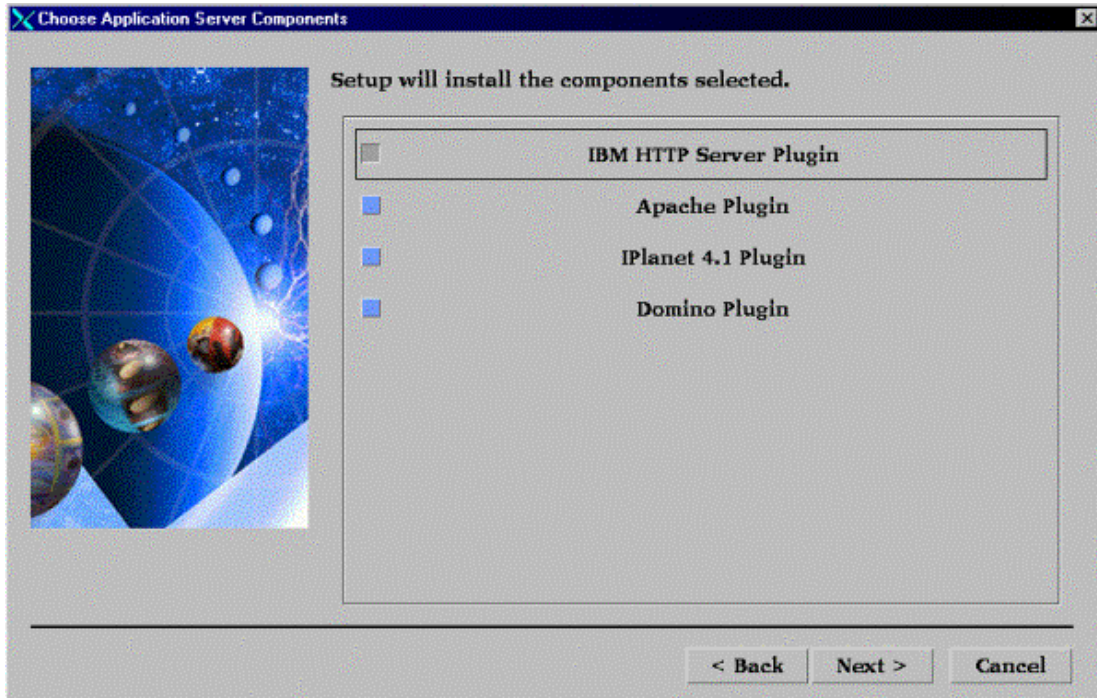 Choose Application Server Components
Setup will install the components selected.
IBM HTTP Server Plugin
Apache Plugin
IPlanet 4.1 Plugin
Domino Plugin
< Back Next > Cancel